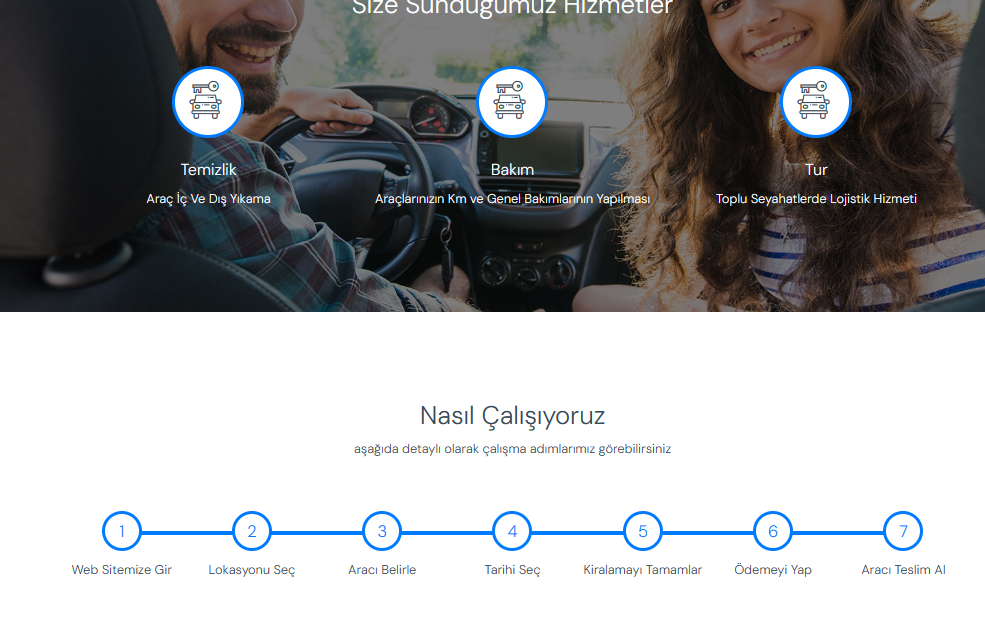 Size Sunduğumuz Hizmetler
Temizlik
Bakım
Tur
Araç İç Ve Dış Yıkama
Araçlarınızın Km ve Genel Bakımlarının Yapılması
Toplu Seyahatlerde Lojistik Hizmeti
Nasıl Çalışıyoruz
aşağıda detaylı olarak çalışma adımlarımız görebilirsiniz
1 2 3 4 5 6 7
Web Sitemize Gir
Lokasyonu Seç
Aracı Belirle
Tarihi Seç
Kiralamayı Tamamlar
Ödemeyi Yap
Aracı Teslim Al